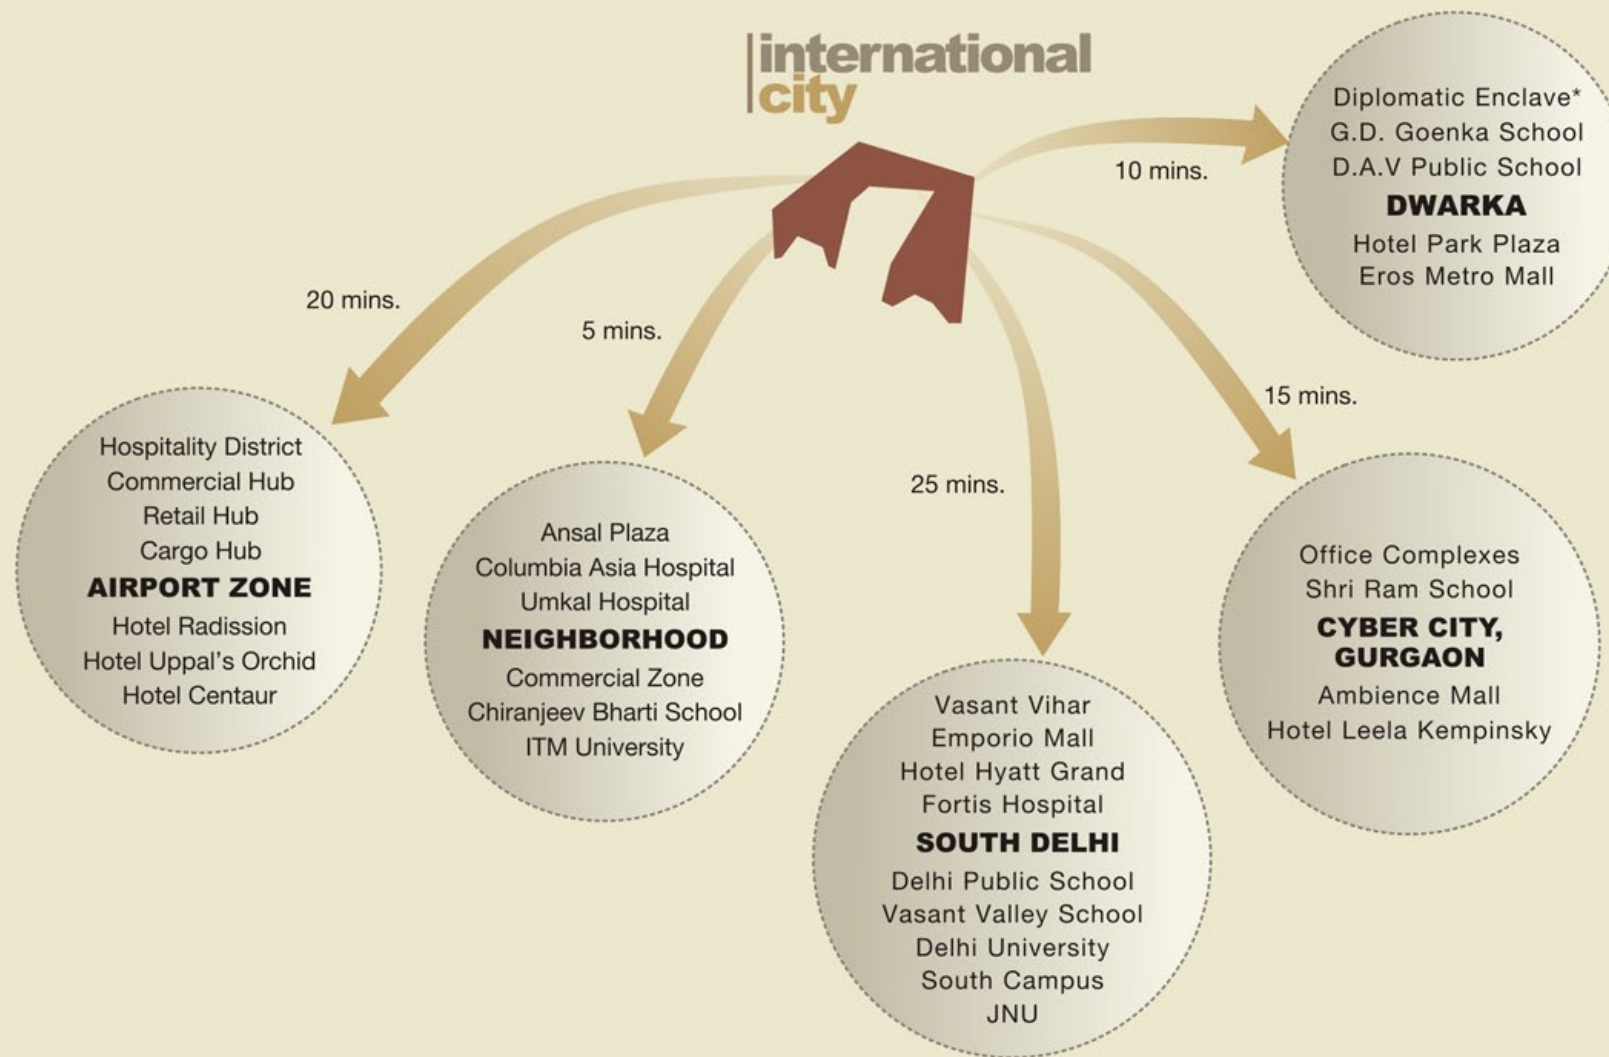 international
city
10 mins.
Diplomatic Enclave*
G.D. Goenka School
D.A.V Public School
DWARKA
Hotel Park Plaza
Eros Metro Mall
20 mins.
5 mins.
15 mins.
25 mins.
Hospitality District
Commercial Hub
Retail Hub
Cargo Hub
AIRPORT ZONE
Hotel Radission
Hotel Uppal's Orchid
Hotel Centaur
Ansal Plaza
Columbia Asia Hospital
Umkal Hospital
NEIGHBORHOOD
Commercial Zone
Chiranjeev Bharti School
ITM University
Vasant Vihar
Emporio Mall
Hotel Hyatt Grand
Fortis Hospital
SOUTH DELHI
Delhi Public School
Vasant Valley School
Delhi University
South Campus
JNU
Office Complexes
Shri Ram School
CYBER CITY,
GURGAON
Ambience Mall
Hotel Leela Kempinsky